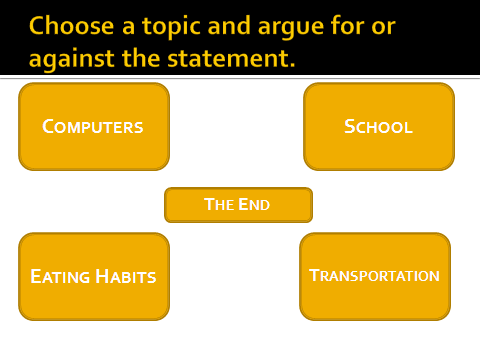 Choose a topic and argue for or
against the statement.
COMPUTERS
SCHOOL
THE END
EATING HABITS
TRANSPORTATION